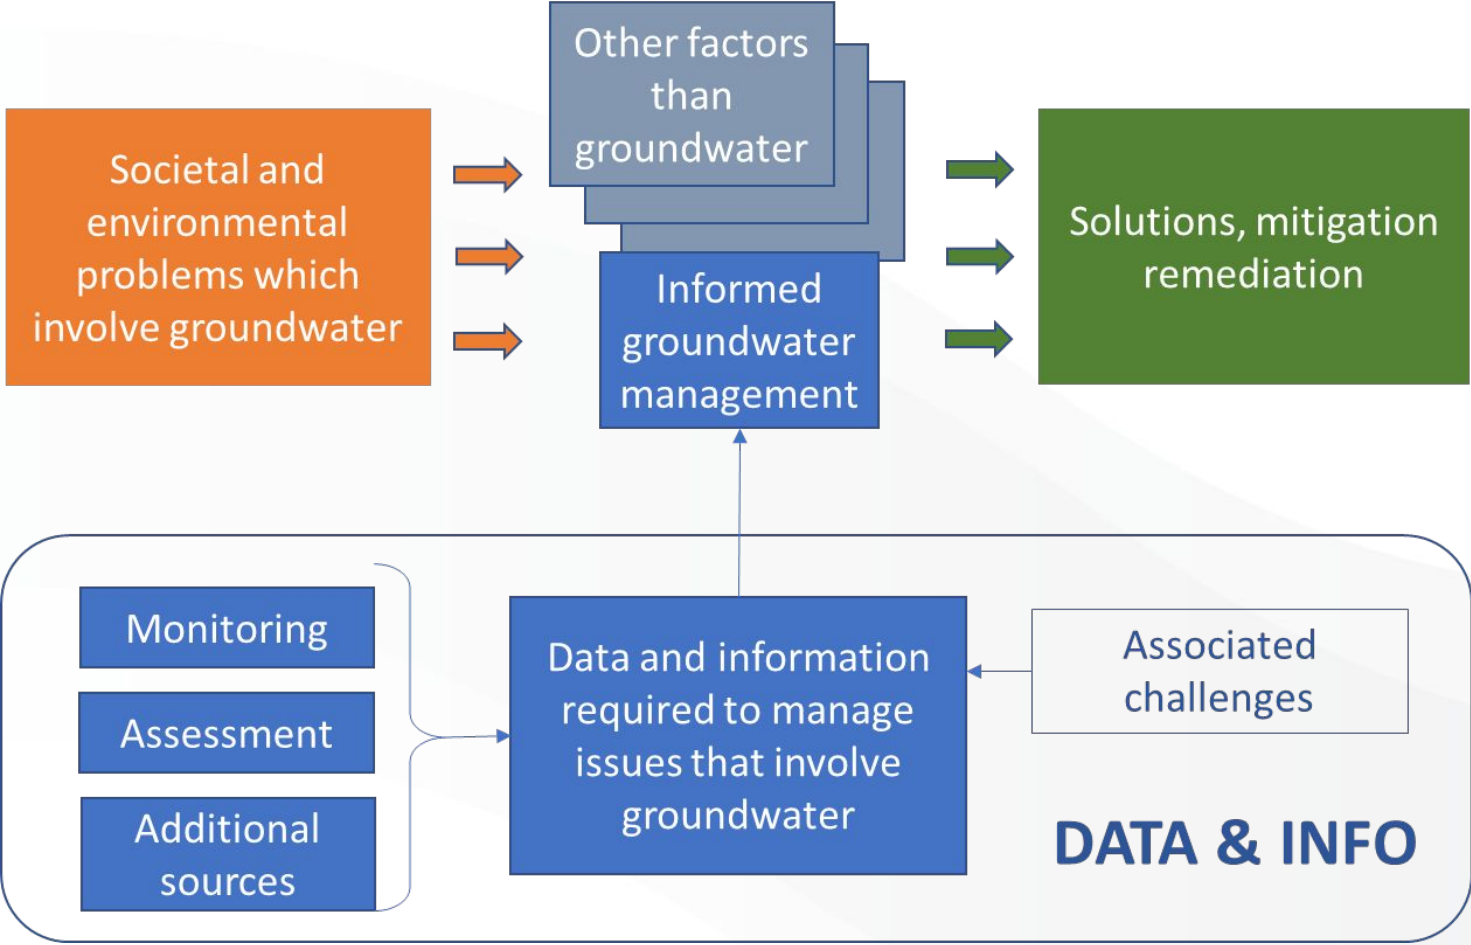 Other factors
than
groundwater
Societal and
environmental
problems which
involve groundwater
Solutions, mitigation
remediation
Informed
groundwater
management
Monitoring
Assessment
Additional
sources
Data and information
required to manage
issues that involve
groundwater
Associated
challenges
DATA & INFO